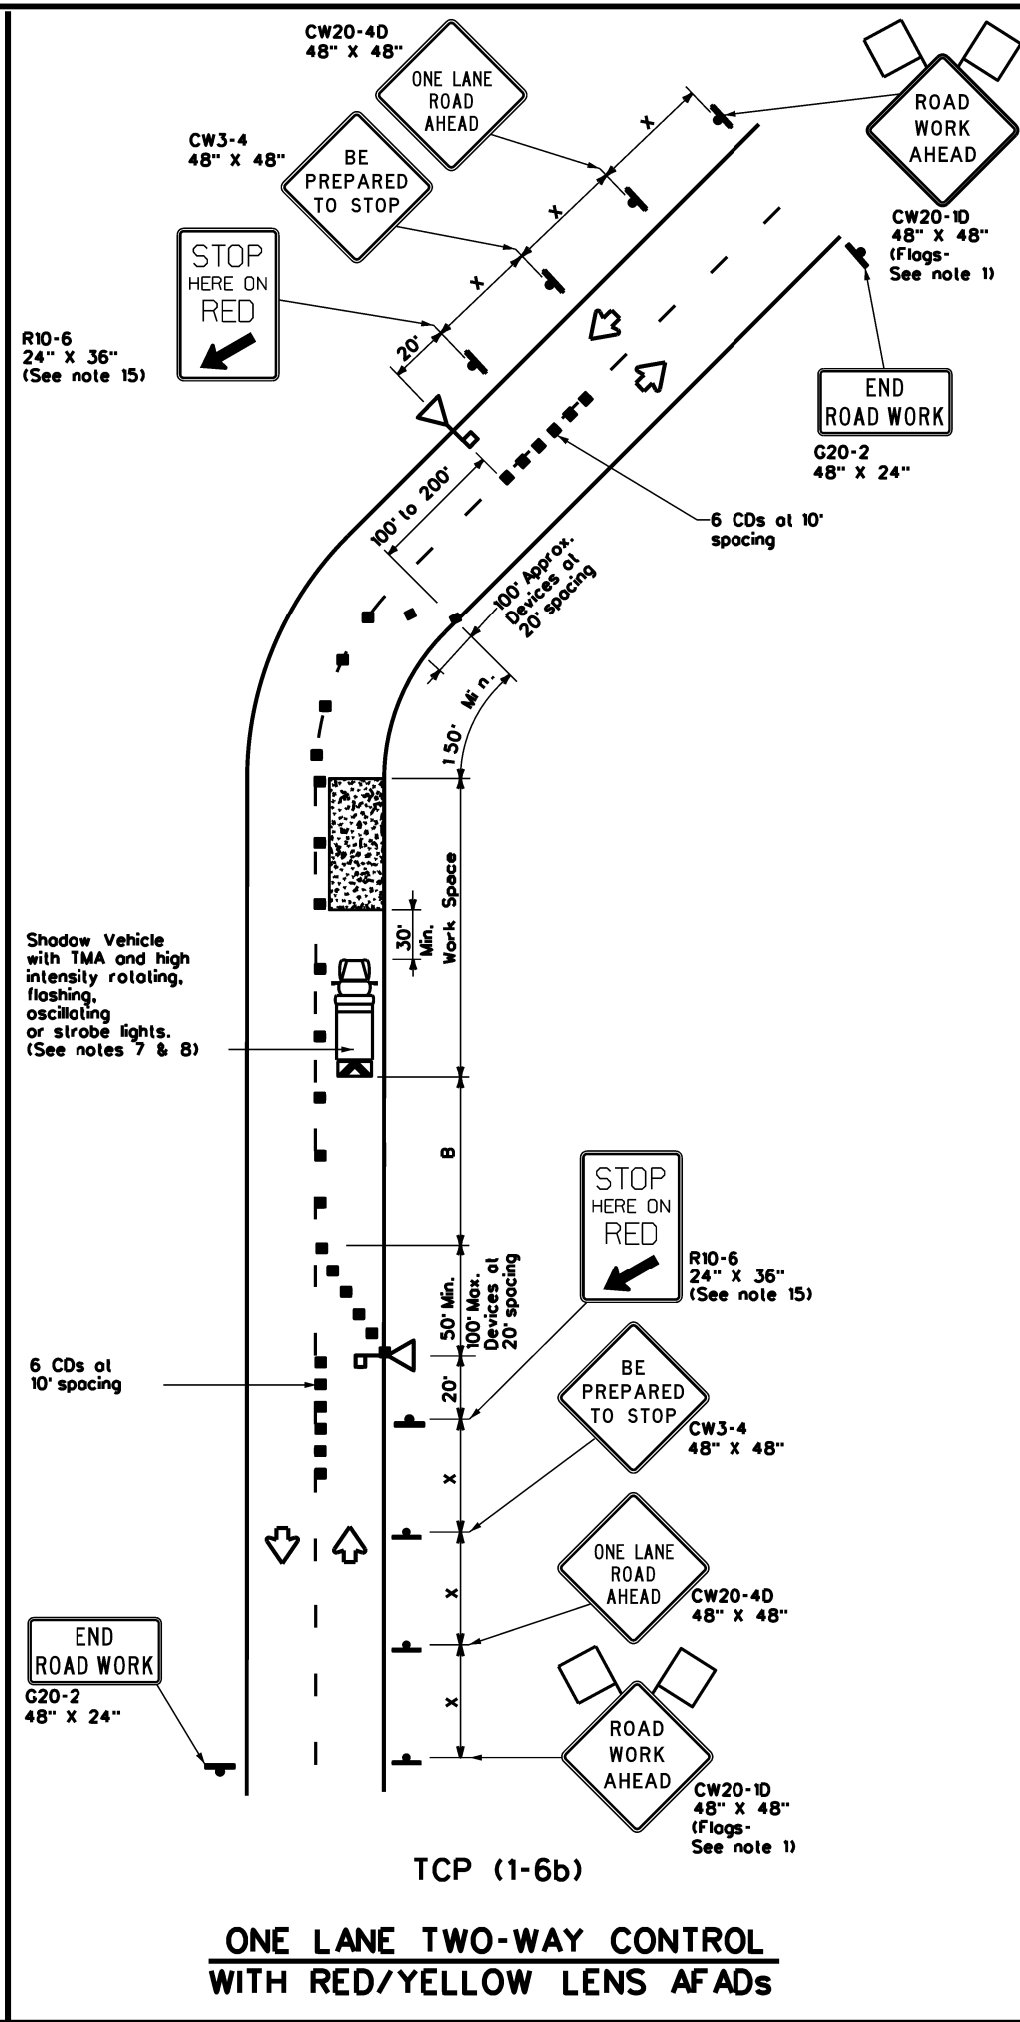 CW20-4D
48" X 48"
ONE LANE
ROAD
AHEAD
ROAD
WORK
AHEAD
CW20-1D
48" X 48"
(Flags-
See note 1)
CW3-4
48" X 48"
BE
PREPARED
TO STOP
STOP
HERE ON
RED
R10-6
24" X 36"
(See note 15)
X
X
X
20'
END
ROAD WORK
G20-2
48" X 24"
100' to 200'
6 CDs at 10'
spacing
100' Approx.
Devices at
20' spacing
150' Min.
Work Space
30'
Min.
Shadow Vehicle
with TMA and high
intensity rotating,
flashing,
oscillating
or strobe lights.
(See notes 7 & 8)
B
50' Min.
100' Max.
Devices at
20' spacing
STOP
HERE ON
RED
R10-6
24" X 36"
(See note 15)
6 CDs at
10' spacing
20'
BE
PREPARED
TO STOP
CW3-4
48" X 48"
X
ONE LANE
ROAD
AHEAD
CW20-4D
48" X 48"
X
END
ROAD WORK
G20-2
48" X 24"
X
ROAD
WORK
AHEAD
CW20-1D
48" X 48"
(Flags-
See note 1)
TCP (1-6b)
ONE LANE TWO-WAY CONTROL
WITH RED/YELLOW LENS AFADs